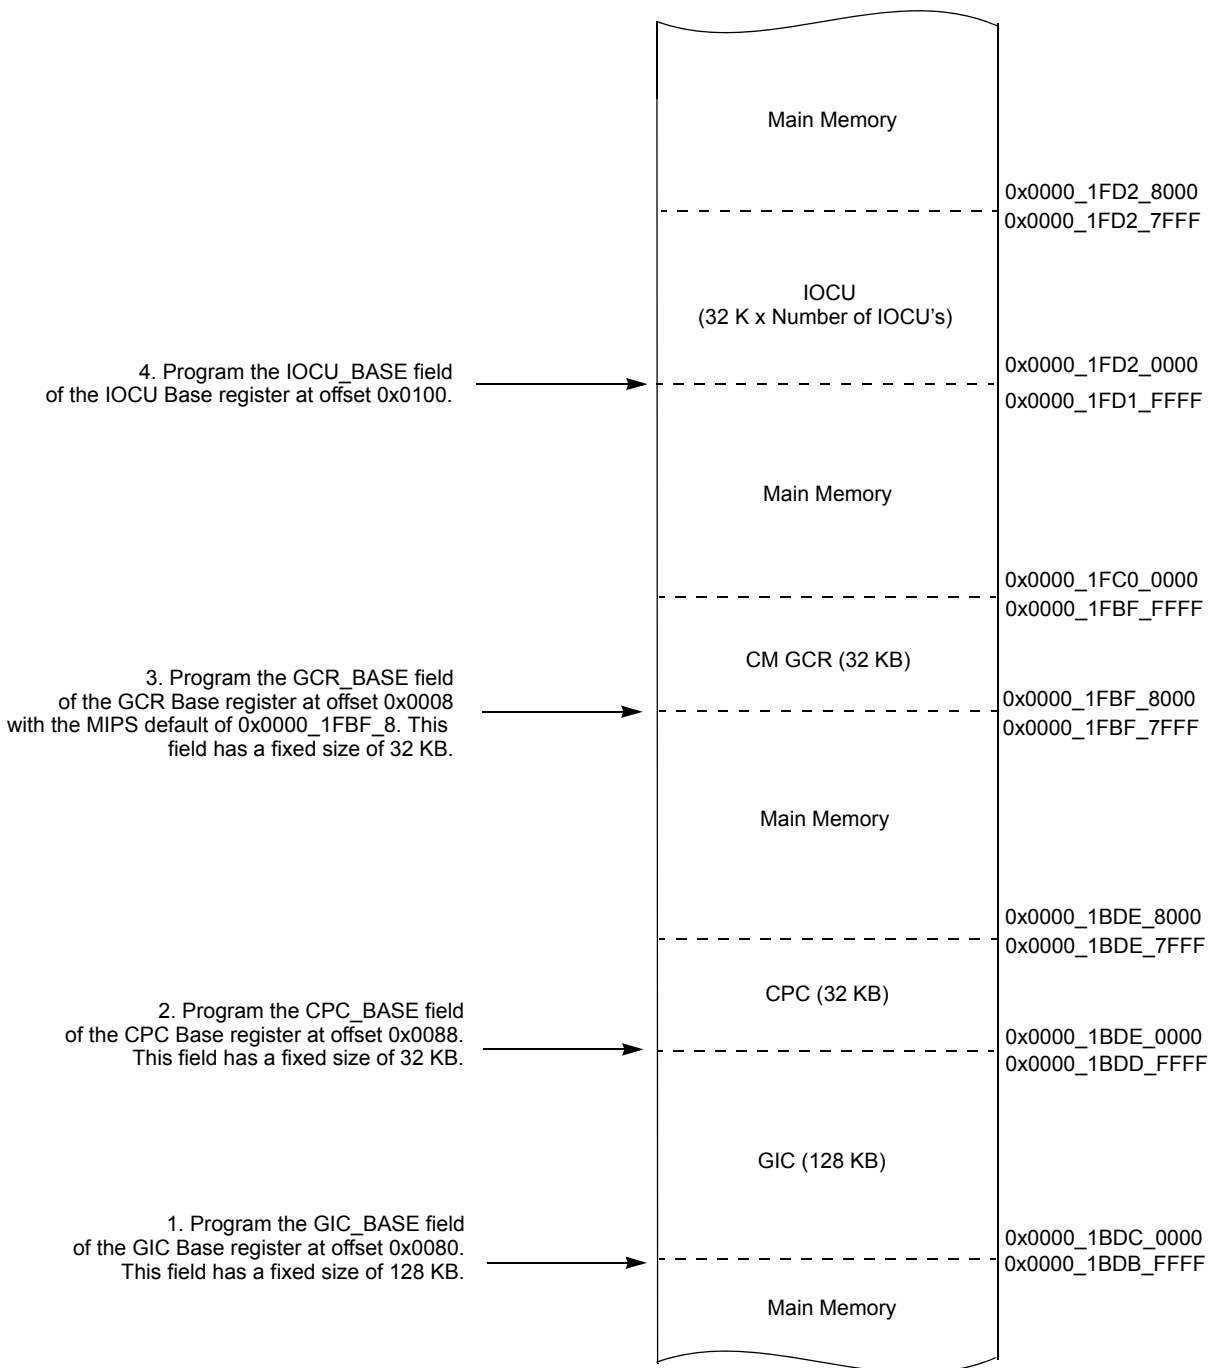 Main Memory
0x0000_1FD2_8000
0x0000_1FD2_7FFF
IOCU
(32 K x Number of IOCU's)
4. Program the IOCU_BASE field
of the IOCU Base register at offset 0x0100.
0x0000_1FD2_0000
0x0000_1FD1_FFFF
Main Memory
0x0000_1FC0_0000
0x0000_1FBF_FFFF
CM GCR (32 KB)
3. Program the GCR_BASE field
of the GCR Base register at offset 0x0008
with the MIPS default of 0x0000_1FBF_8. This
field has a fixed size of 32 KB.
0x0000_1FBF_8000
0x0000_1FBF_7FFF
Main Memory
0x0000_1BDE_8000
0x0000_1BDE_7FFF
CPC (32 KB)
2. Program the CPC_BASE field
of the CPC Base register at offset 0x0088.
This field has a fixed size of 32 KB.
0x0000_1BDE_0000
0x0000_1BDD_FFFF
GIC (128 KB)
1. Program the GIC_BASE field
of the GIC Base register at offset 0x0080.
This field has a fixed size of 128 KB.
0x0000_1BDC_0000
0x0000_1BDB_FFFF
Main Memory